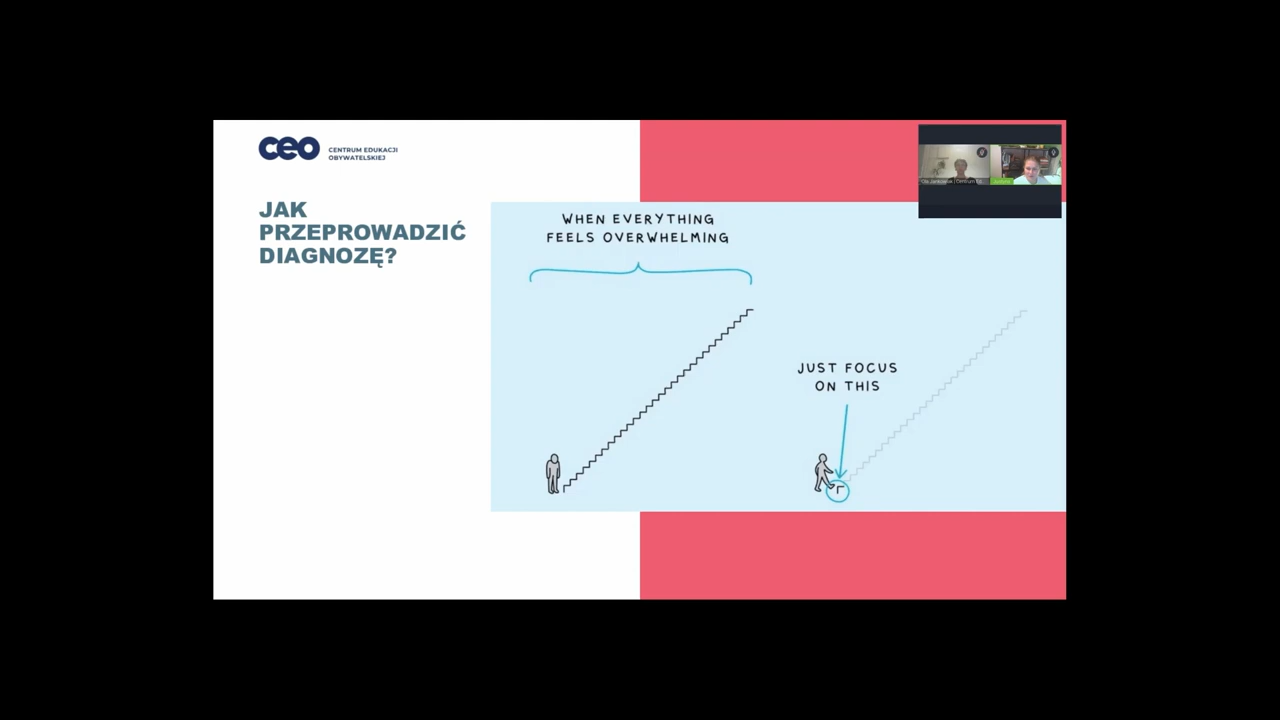 ceo
CENTRUM EDUKACJI
OBYWATELSKIEJ
JAK
PRZEPROWADZIĆ
DIAGNOZĘ?
WHEN EVERYTHING
FEELS OVERWHELMING
JUST FOCUS
ON THIS